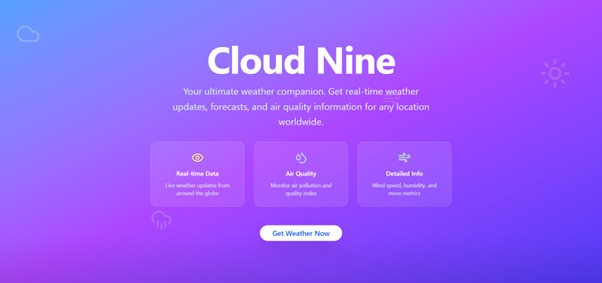 Cloud Nine
Your ultimate weather companion. Get real-time weather
updates, forecasts, and air quality information for any location
worldwide.
Real-time Data
Live weather updates from
around the globe
Air Quality
Monitor air pollution and
quality index
Detailed Info
Wind speed, humidity, and
more metrics
Get Weather Now